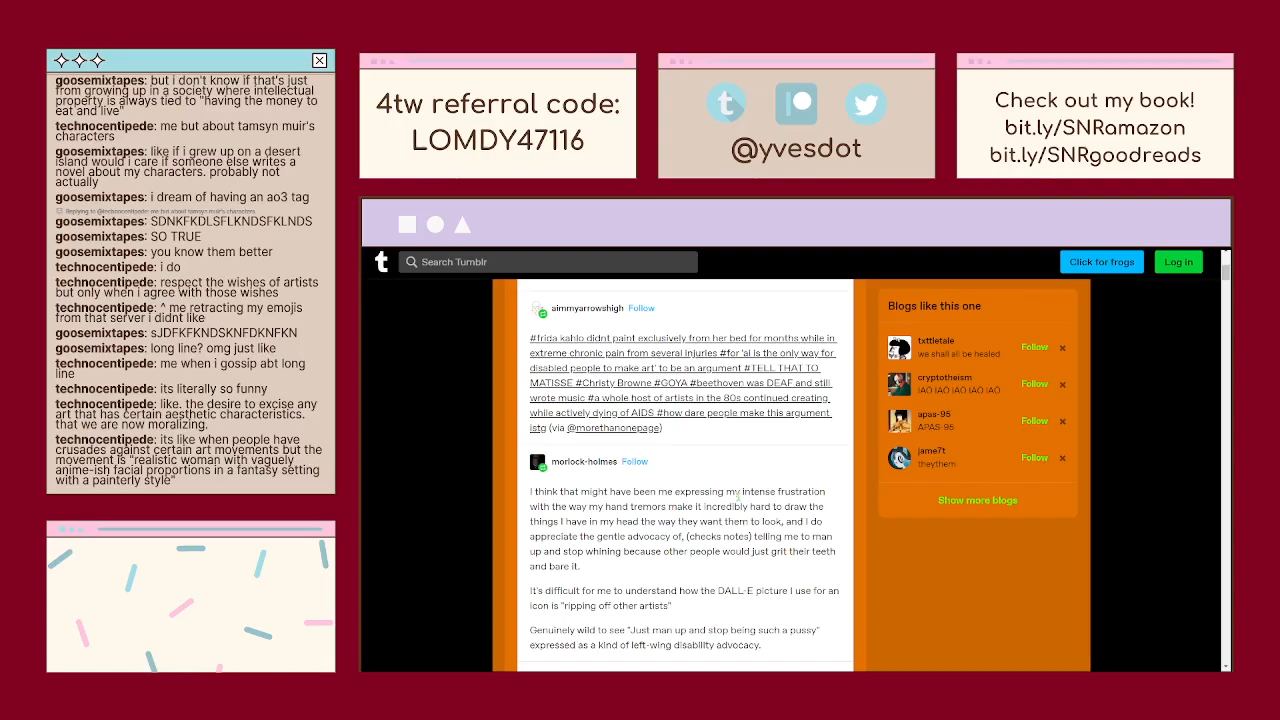 goosemixtapes: but i don't know if that's just
from growing up in a society where intellectual
property is always tied to "having the money to
eat and live"
technocentipede: me but about tamsyn muir's
characters
goosemixtapes: like if i grew up on a desert
island would i care if someone else writes a
novel about my characters. probably not
actually
goosemixtapes: i dream of having an ao3 tag
Replying to @technocentipede: me but about tamsyn muir's characters
goosemixtapes: SDNKFKDLSFLKNDSFKLNDS
goosemixtapes: SO TRUE
goosemixtapes: you know them better
technocentipede: i do
technocentipede: respect the wishes of artists
but only when i agree with those wishes
technocentipede: ^ me retracting my emojis
from that server i didnt like
goosemixtapes: sJDFKFKNDSKNFDKNFKN
goosemixtapes: long line? omg just like
technocentipede: me when i gossip abt long
line
technocentipede: its literally so funny
technocentipede: like. the desire to excise any
art that has certain aesthetic characteristics.
that we are now moralizing.
technocentipede: its like when people have
crusades against certain art movements but the
movement is "realistic woman with vaguely
anime-ish facial proportions in a fantasy setting
with a painterly style"
4tw referral code:
LOMDY47116
@yvesdot
Check out my book!
bit.ly/SNRamazon
bit.ly/SNRgoodreads
t
Search Tumblr
Click for frogs
Log in
aimmyarrowshigh Follow
#frida kahlo didnt paint exclusively from her bed for months while in
extreme chronic pain from several injuries #for 'ai is the only way for
disabled people to make art' to be an argument #TELL THAT TO
MATISSE #Christy Browne #GOYA #beethoven was DEAF and still
wrote music #a whole host of artists in the 80s continued creating
while actively dying of AIDS #how dare people make this argument
istg (via @morethanonepage)
morlock-holmes Follow
I think that might have been me expressing my intense frustration
with the way my hand tremors make it incredibly hard to draw the
things I have in my head the way they want them to look, and I do
appreciate the gentle advocacy of, (checks notes) telling me to man
up and stop whining because other people would just grit their teeth
and bare it.
It's difficult for me to understand how the DALL-E picture I use for an
icon is "ripping off other artists"
Genuinely wild to see "Just man up and stop being such a pussy"
expressed as a kind of left-wing disability advocacy.
Blogs like this one
txttletale
we shall all be healed
Follow
cryptotheism
IAO IAO IAO IAO IAO
Follow
apas-95
APAS-95
Follow
jame7t
theythem
Follow
Show more blogs